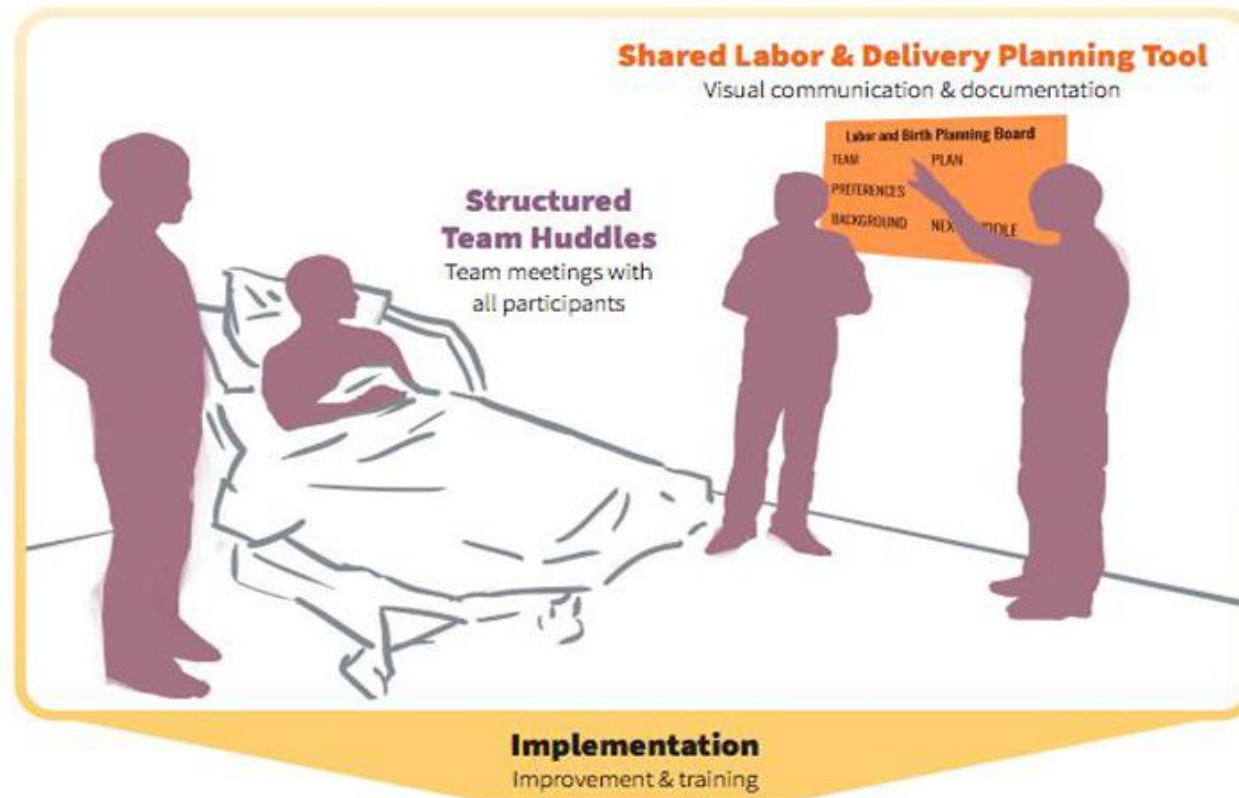 Shared Labor & Delivery Planning Tool
Visual communication & documentation
Labor and Birth Planning Board
TEAM PLAN
PREFERENCES
BACKGROUND
Structured
Team Huddles
Team meetings with
all participants
Implementation
Improvement & training